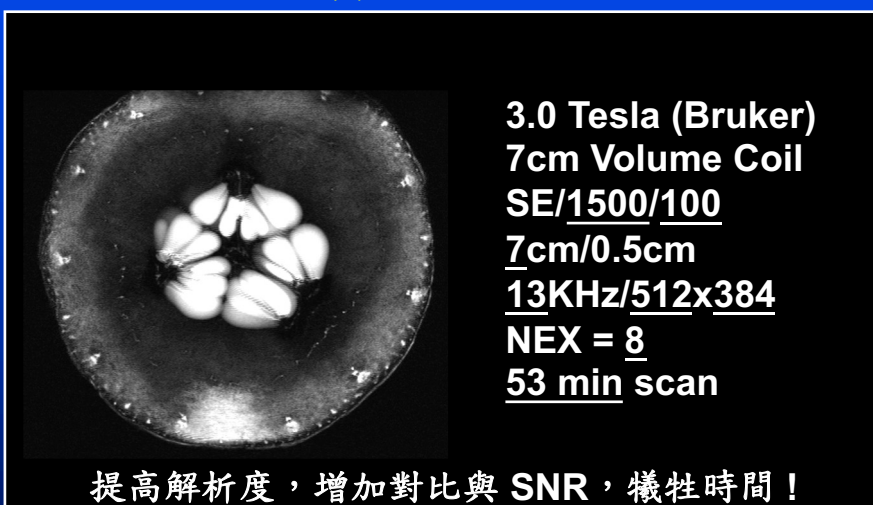 3.0 Tesla (Bruker)
7cm Volume Coil
SE/1500/100
7cm/0.5cm
13KHz/512x384
NEX = 8
53 min scan
提高解析度，增加對比與 SNR，犧牲時間！